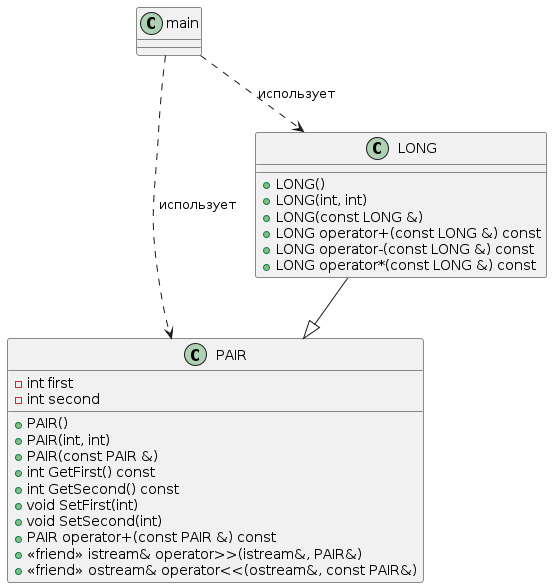 C main
использует
C LONG
LONG()
LONG(int, int)
LONG(const LONG &)
LONG operator+(const LONG &) const
LONG operator-(const LONG &) const
LONG operator*(const LONG &) const
использует
C PAIR
int first
int second
PAIR()
PAIR(int, int)
PAIR(const PAIR &)
int GetFirst() const
int GetSecond() const
void SetFirst(int)
void SetSecond(int)
PAIR operator+(const PAIR &) const
«friend» istream& operator>>(istream&, PAIR&)
«friend» ostream& operator<<(ostream&, const PAIR&)